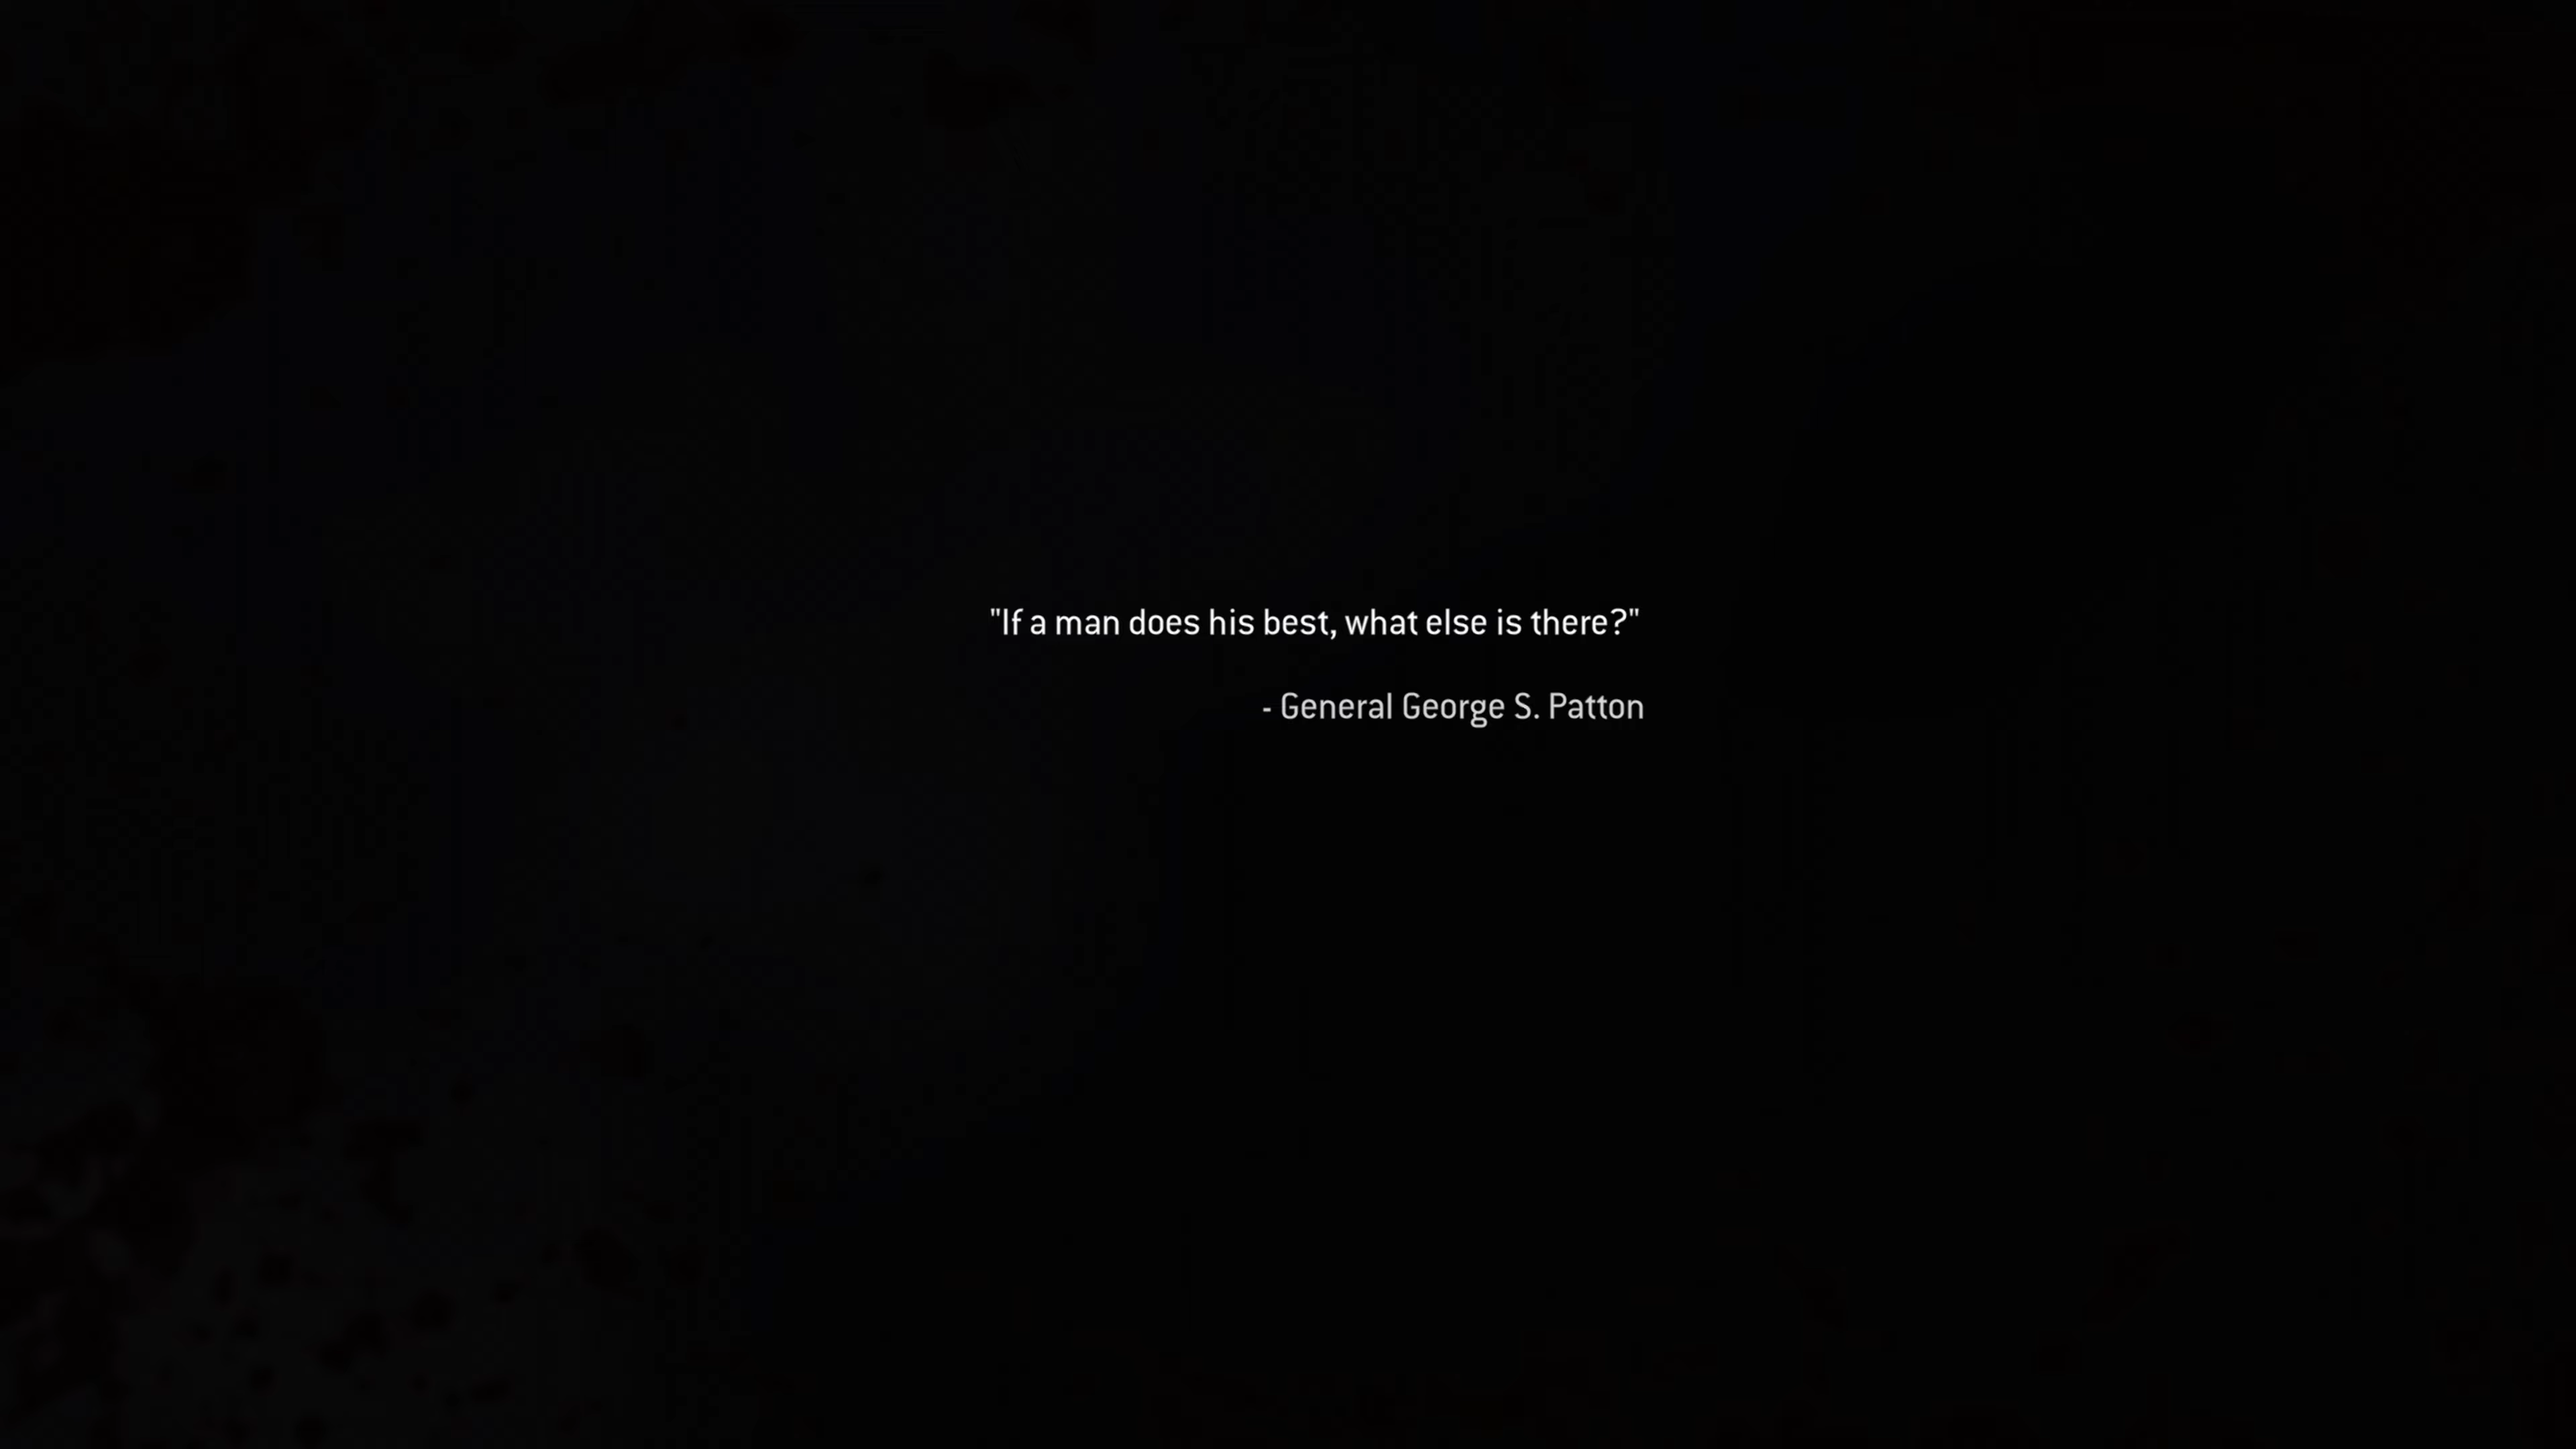 "If a man does his best, what else is there?"
- General George S. Patton